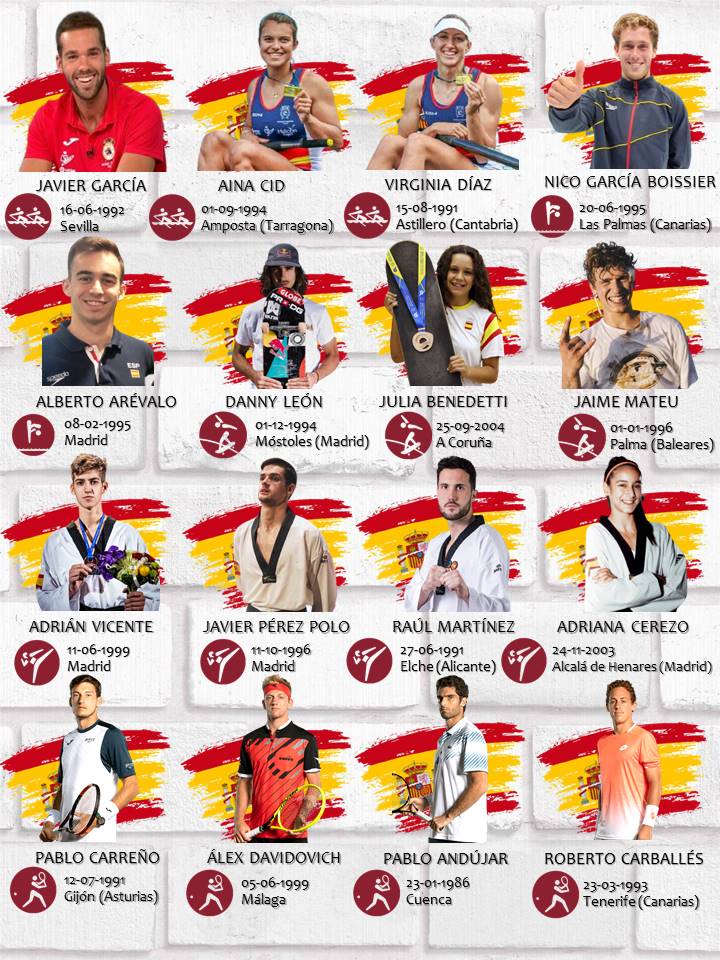 JAVIER GARCÍA
16-06-1992
Sevilla
AINA CID
01-09-1994
Amposta (Tarragona)
VIRGINIA DÍAZ
15-08-1991
Astillero (Cantabria)
NICO GARCÍA BOISSIER
20-06-1995
Las Palmas (Canarias)
speedo
ESP
ALBERTO ARÉVALO
08-02-1995
Madrid
GLOBE
DANNY LEÓN
01-12-1994
Móstoles (Madrid)
JULIA BENEDETTI
25-09-2004
A Coruña
JAIME MATEU
01-01-1996
Palma (Baleares)
ADRIÁN VICENTE
11-06-1999
Madrid
JAVIER PÉREZ POLO
11-10-1996
Madrid
RAÚL MARTÍNEZ
27-06-1991
Elche (Alicante)
ADRIANA CEREZO
24-11-2003
Alcalá de Henares (Madrid)
PABLO CARREÑO
12-07-1991
Gijón (Asturias)
ÁLEX DAVIDOVICH
05-06-1999
Málaga
PABLO ANDÚJAR
23-01-1986
Cuenca
ROBERTO CARBALLÉS
23-03-1993
Tenerife (Canarias)